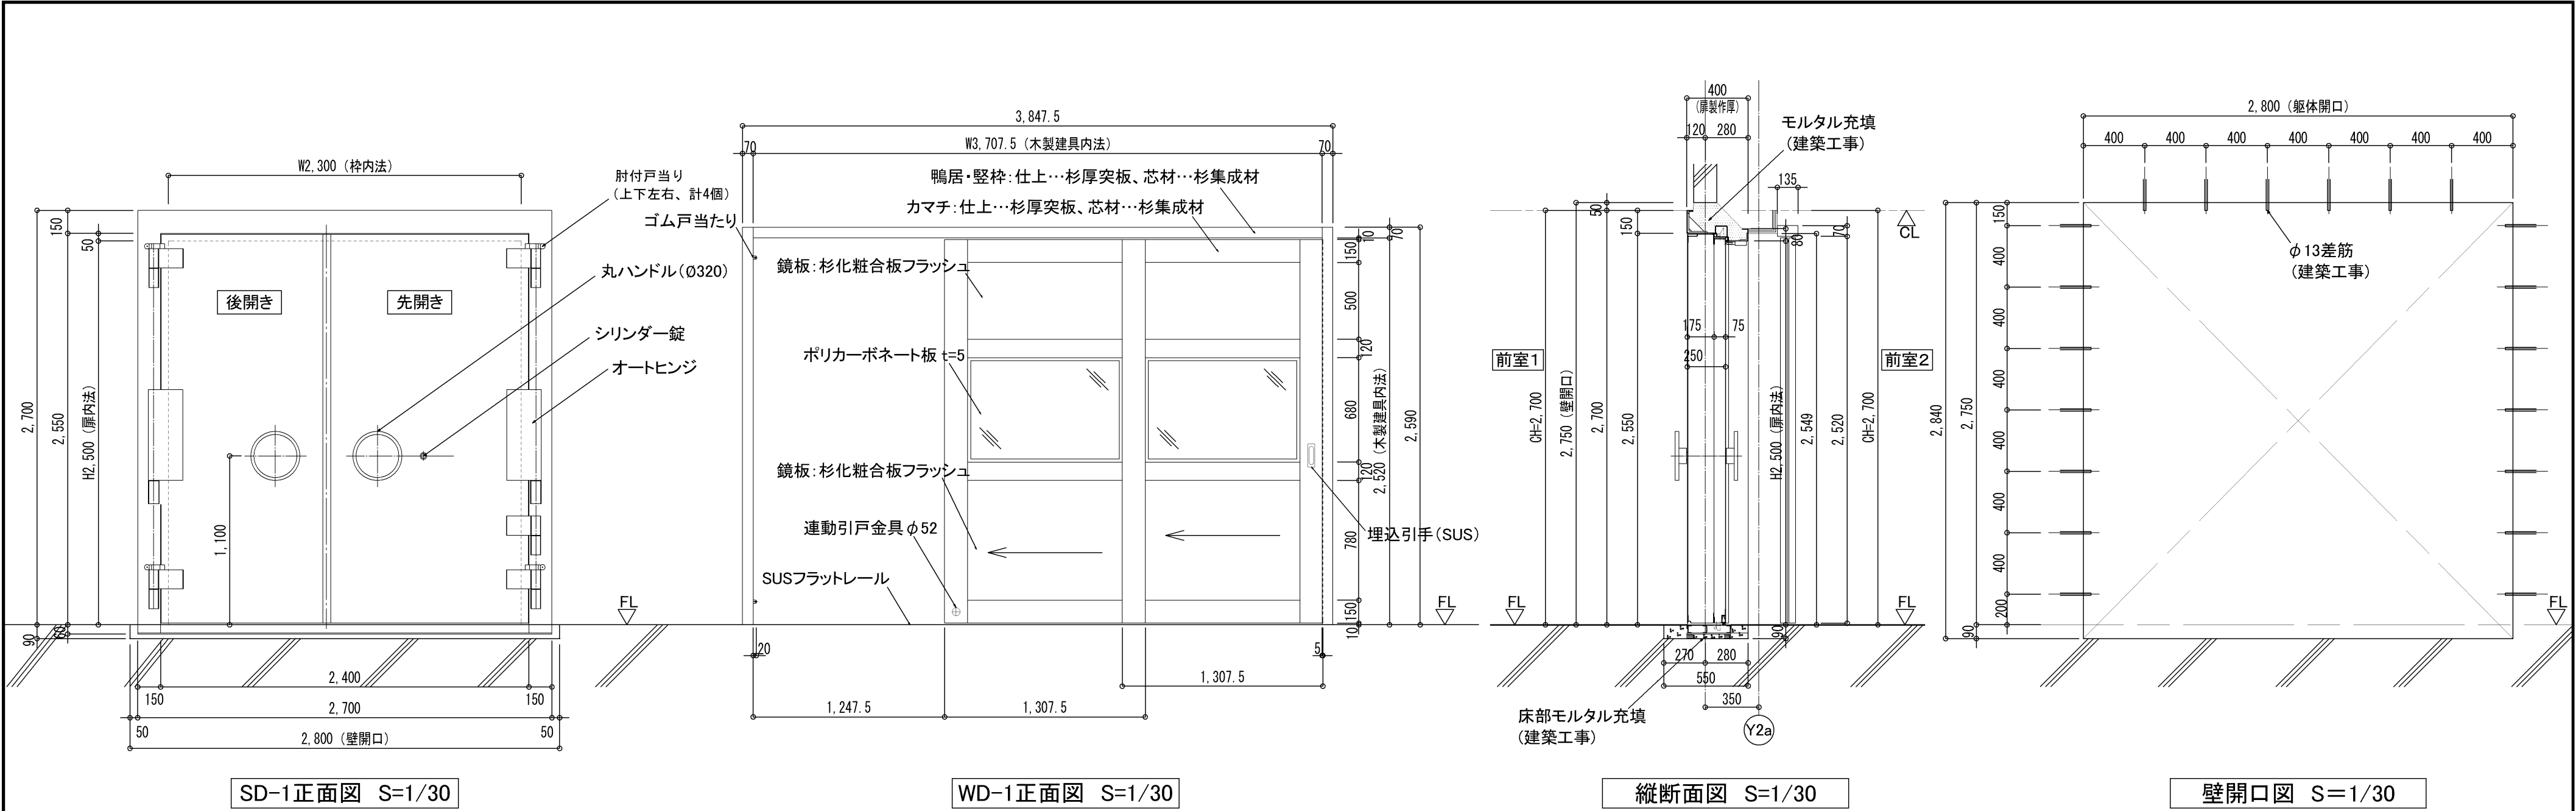 W2,300 (枠内法)
肘付戸当り
(上下左右、計4個)
丸ハンドル(Ø320)
シリンダー錠
オートヒンジ
後開き
先開き
150
50
2,700
2,550
H2,500 (扉内法)
1,100
90
60
FL
2,400
150
150
2,700
50
50
2,800 (壁開口)
SD-1正面図 S=1/30
3,847.5
70
W3,707.5 (木製建具内法)
70
鴨居・竪枠:仕上…杉厚突板、芯材…杉集成材
カマチ:仕上…杉厚突板、芯材…杉集成材
ゴム戸当たり
鏡板:杉化粧合板フラッシュ
ポリカーボネート板 t=5
鏡板:杉化粧合板フラッシュ
連動引戸金具φ52
SUSフラットレール
埋込引手(SUS)
10
70
150
500
120
680
120
780
150
10
2,520 (木製建具内法)
2,590
FL
20
5
1,307.5
1,247.5
1,307.5
WD-1正面図 S=1/30
400
(扉製作厚)
120
280
モルタル充填
(建築工事)
135
50
150
CL
70
80
175
75
250
前室1
前室2
CH=2,700
2,750 (壁開口)
2,700
2,550
H2,500 (扉内法)
2,549
2,520
CH=2,700
FL
FL
90
270
280
550
350
床部モルタル充填
(建築工事)
Y2a
縦断面図 S=1/30
2,800 (躯体開口)
400
400
400
400
400
400
400
φ13差筋
(建築工事)
150
400
400
400
400
400
400
200
2,840
2,750
90
FL
壁開口図 S=1/30